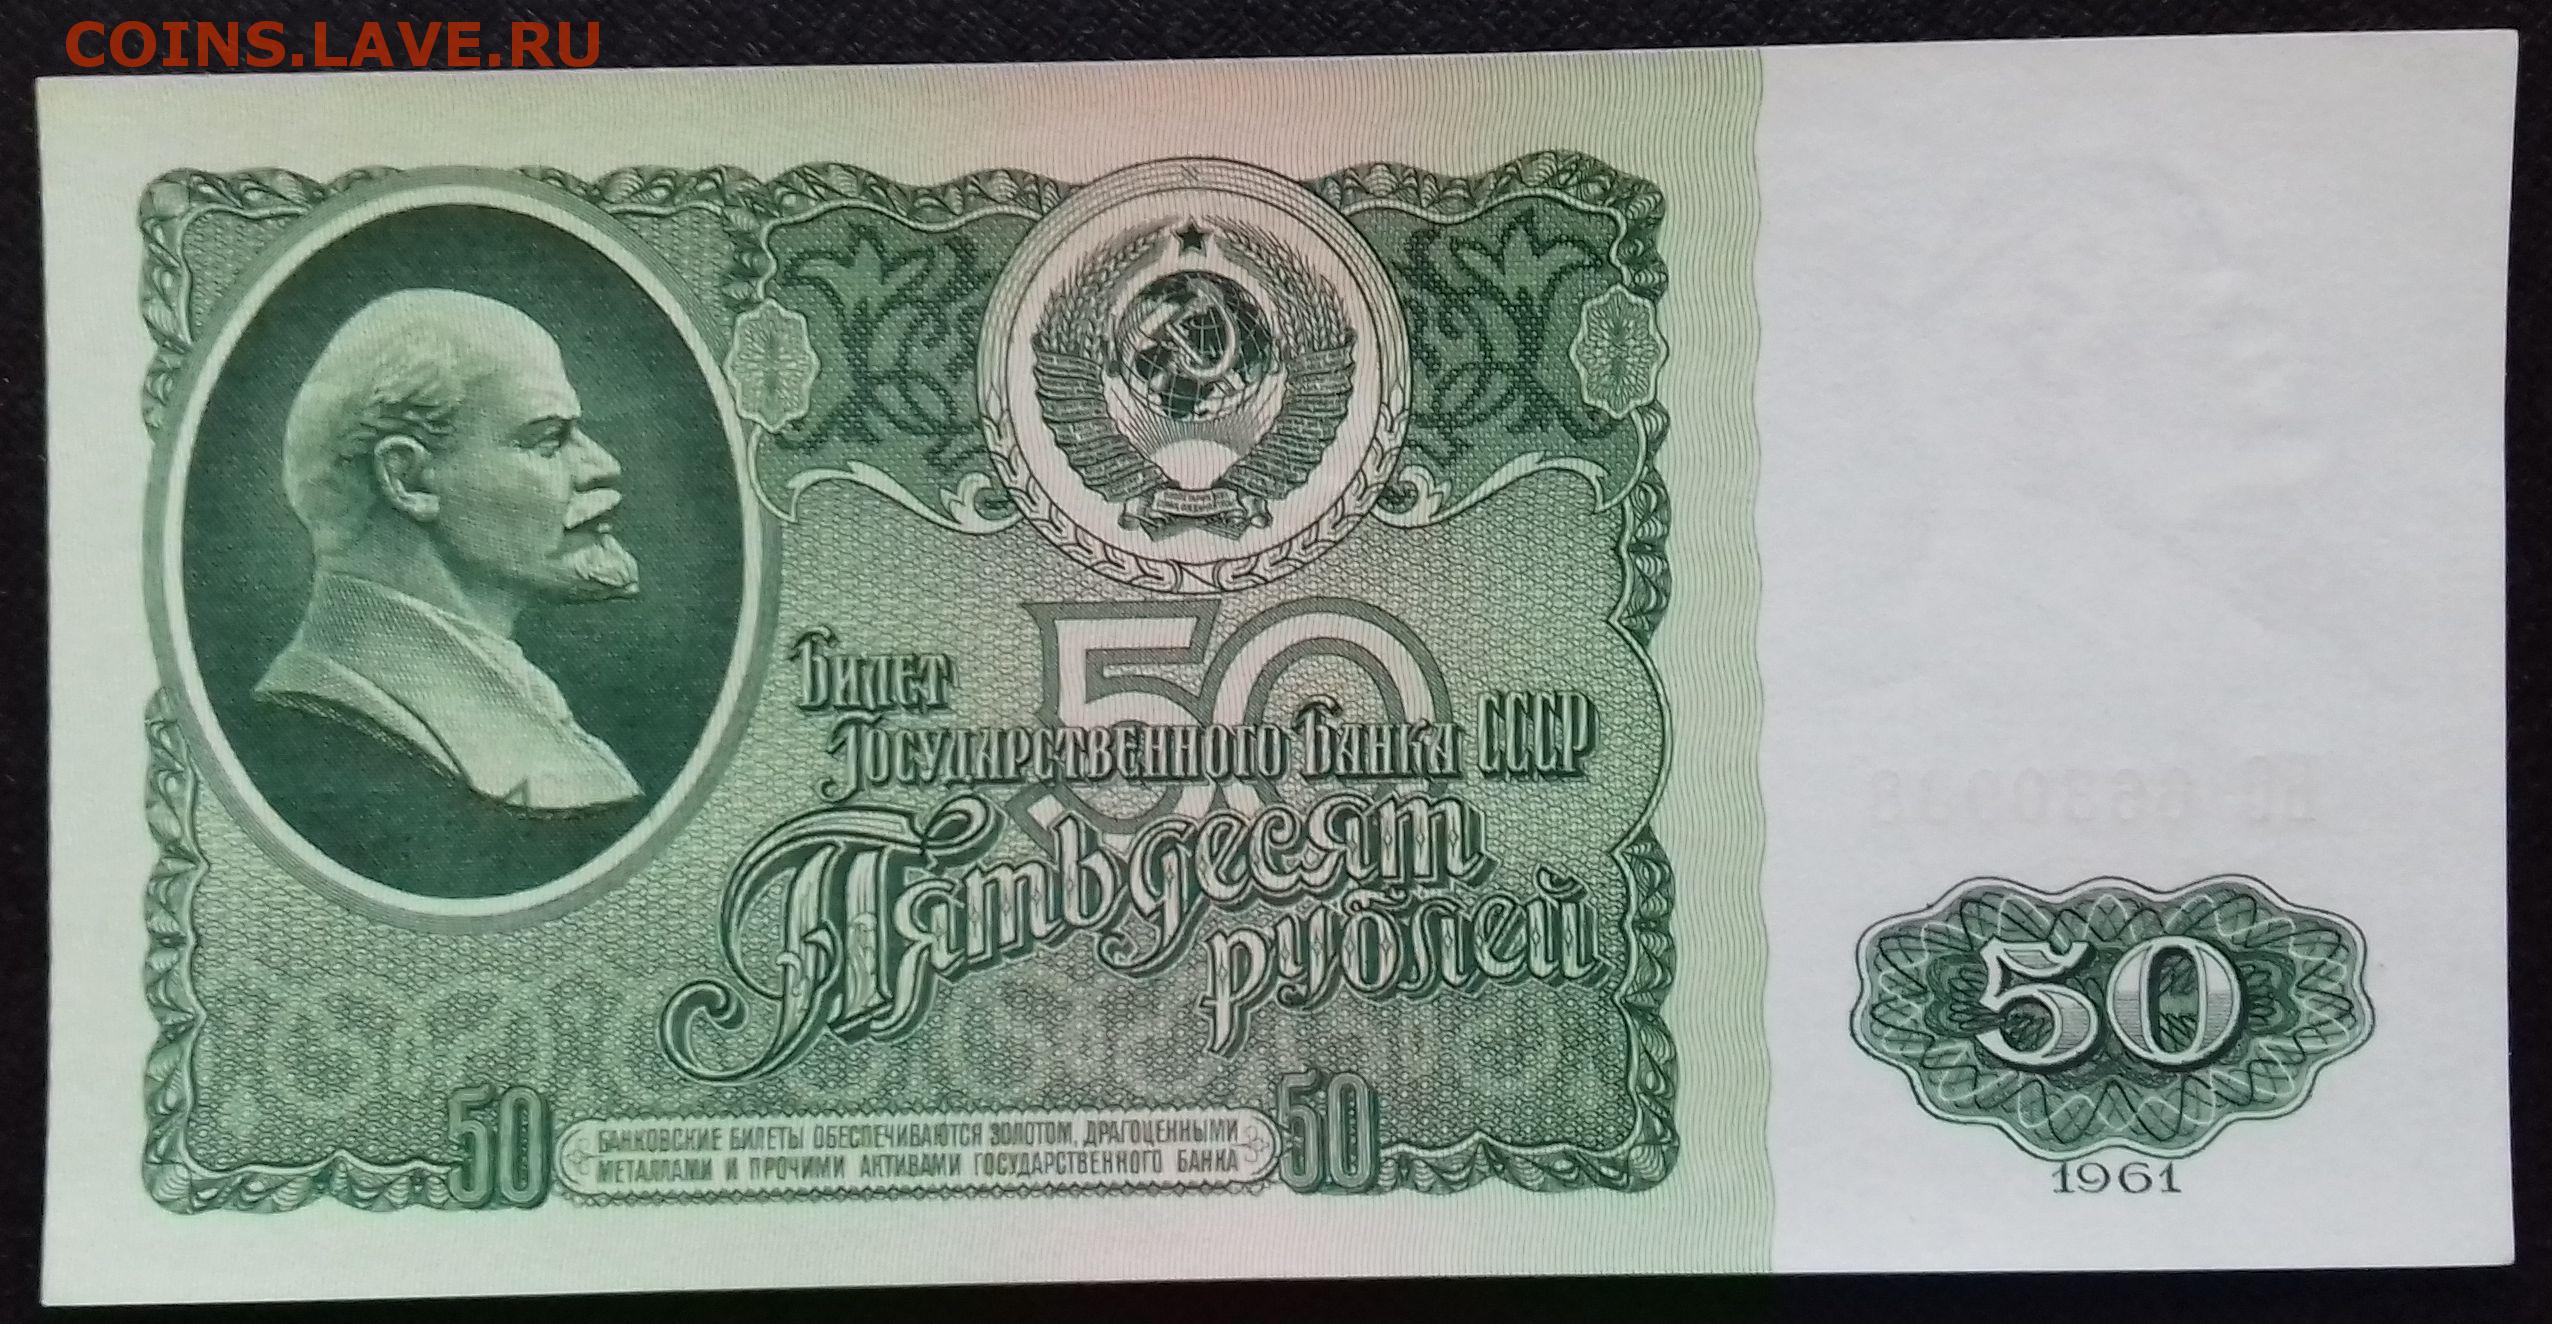 COINS.LAVE.RU
Билет
Государственного Банка СССР
50
Пятьдесят
рублей
50
БАНКОВСКИЕ БИЛЕТЫ ОБЕСПЕЧИВАЮТСЯ ЗОЛОТОМ, ДРАГОЦЕННЫМИ
МЕТАЛЛАМИ И ПРОЧИМИ АКТИВАМИ ГОСУДАРСТВЕННОГО БАНКА
50
50
1961